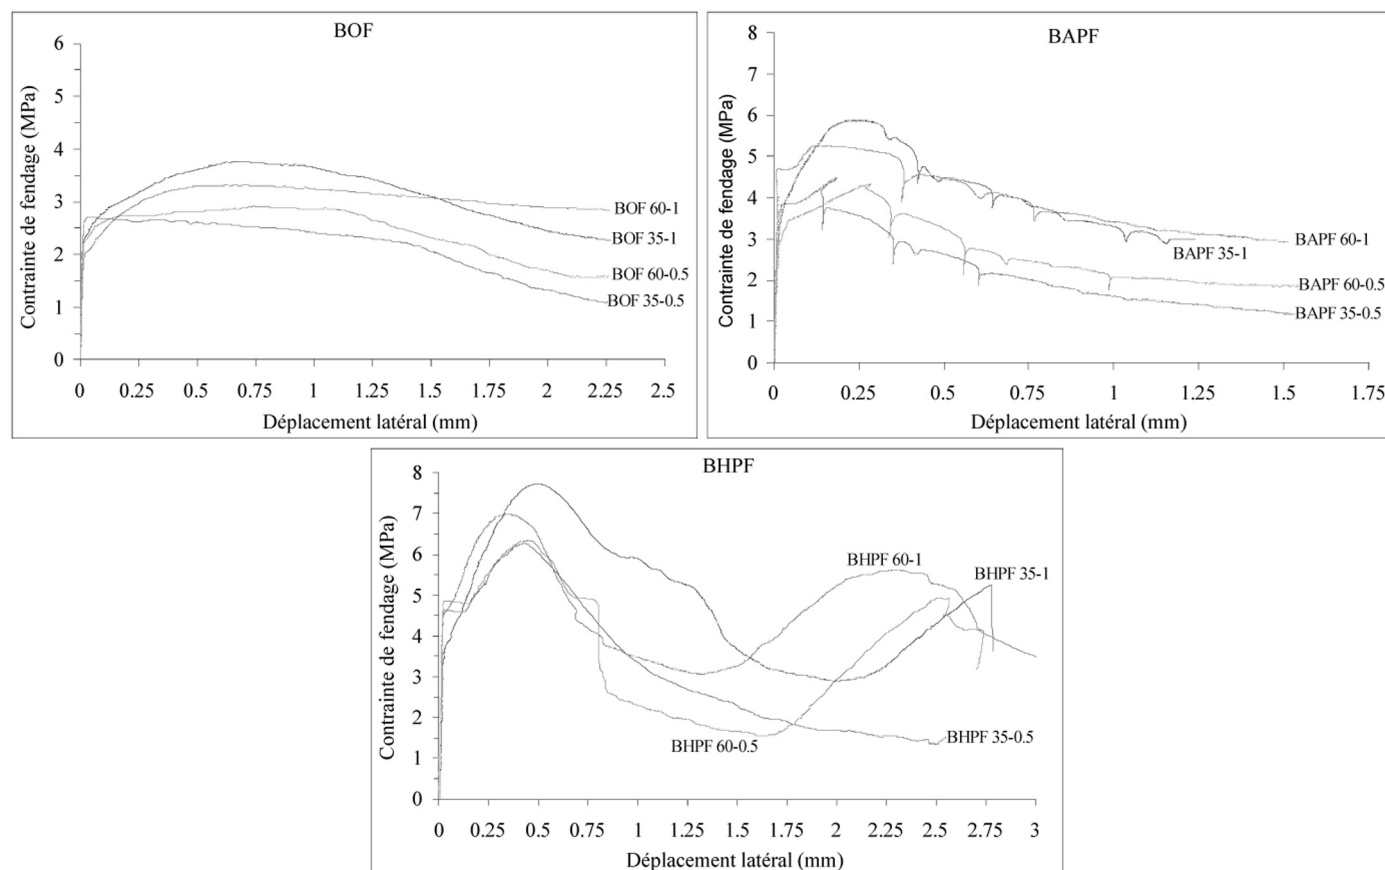 BOF
Contrainte de fendage (MPa)
6
5
4
3
2
1
0
BOF 60-1
BOF 35-1
BOF 60-0.5
BOF 35-0.5
0 0.25 0.5 0.75 1 1.25 1.5 1.75 2 2.25 2.5
Déplacement latéral (mm)
BAPF
Contrainte de fendage (MPa)
8
7
6
5
4
3
2
1
0
BAPF 60-1
BAPF 35-1
BAPF 60-0.5
BAPF 35-0.5
0 0.25 0.5 0.75 1 1.25 1.5 1.75
Déplacement latéral (mm)
BHPF
Contrainte de fendage (MPa)
8
7
6
5
4
3
2
1
0
BHPF 60-1
BHPF 35-1
BHPF 60-0.5
BHPF 35-0.5
0 0.25 0.5 0.75 1 1.25 1.5 1.75 2 2.25 2.5 2.75 3
Déplacement latéral (mm)